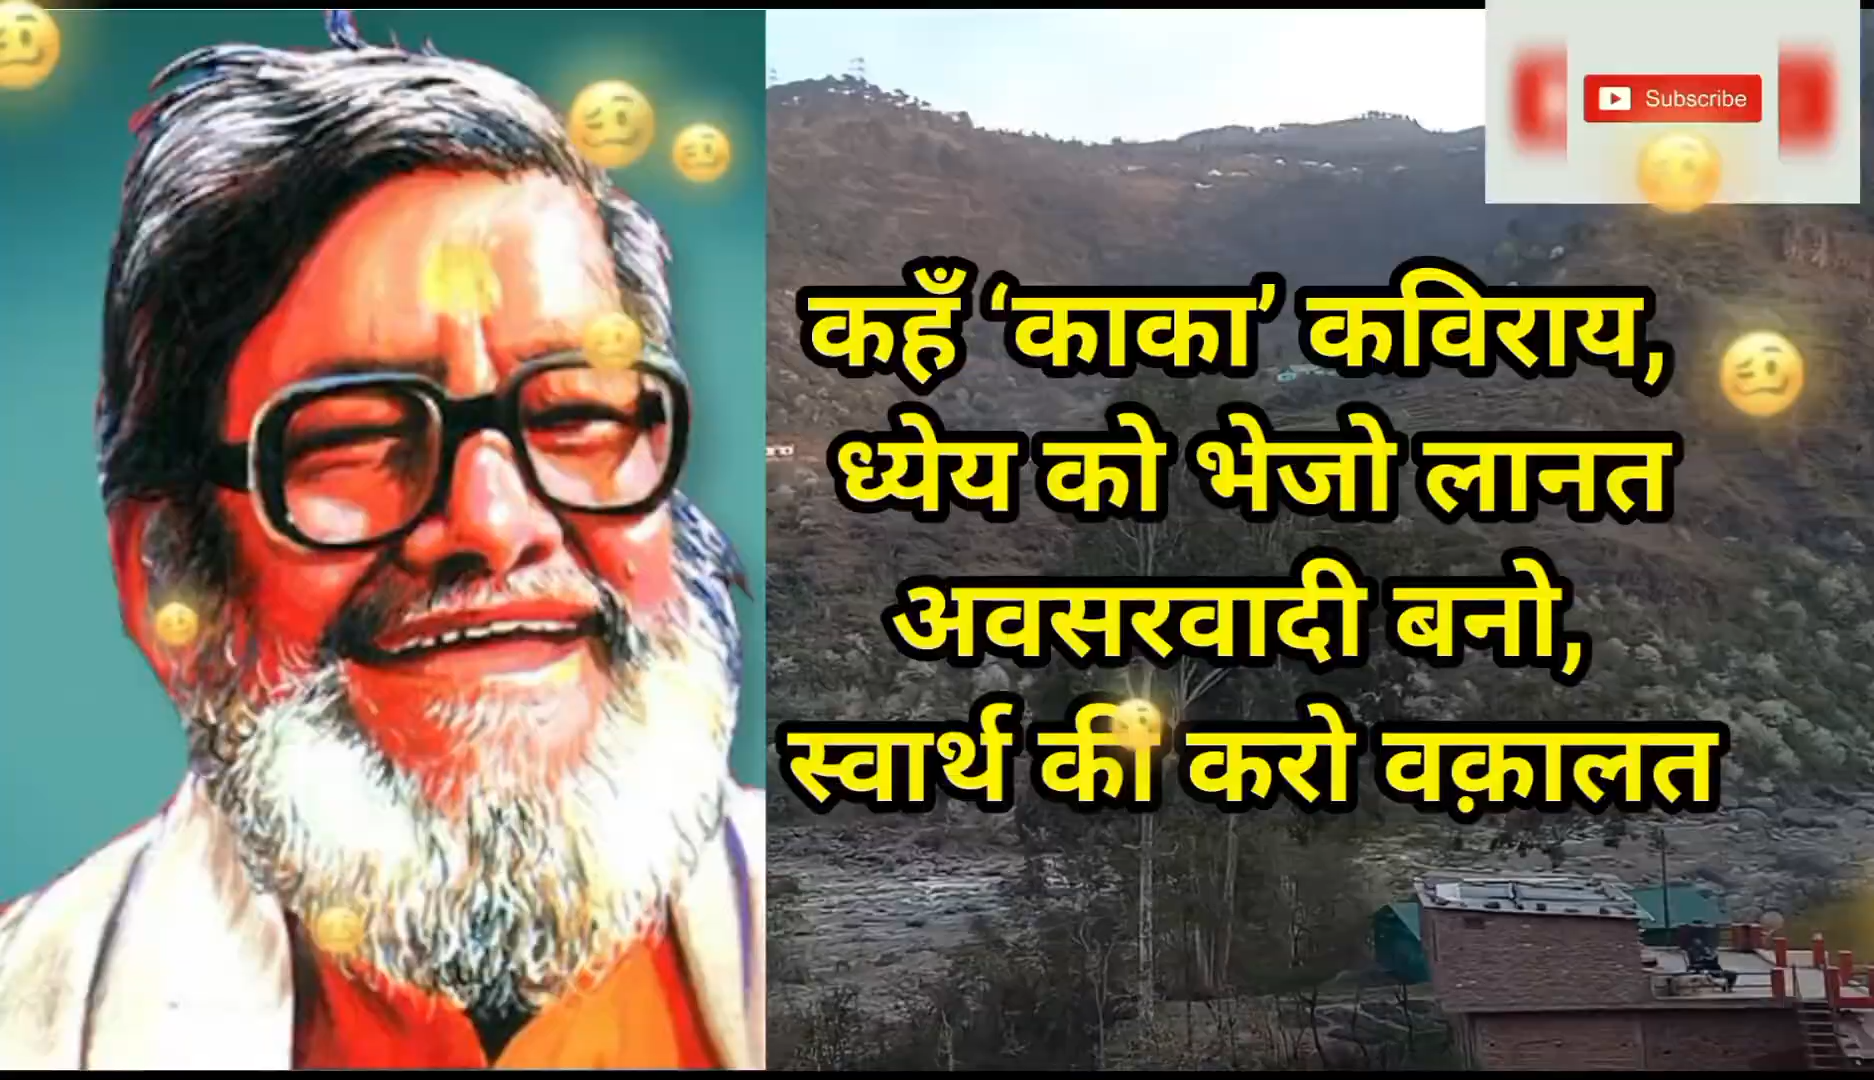 Subscribe
कहँ ‘काका’ कविराय,
ध्येय को भेजो लानत
अवसरवादी बनो,
स्वार्थ की करो वक़ालत